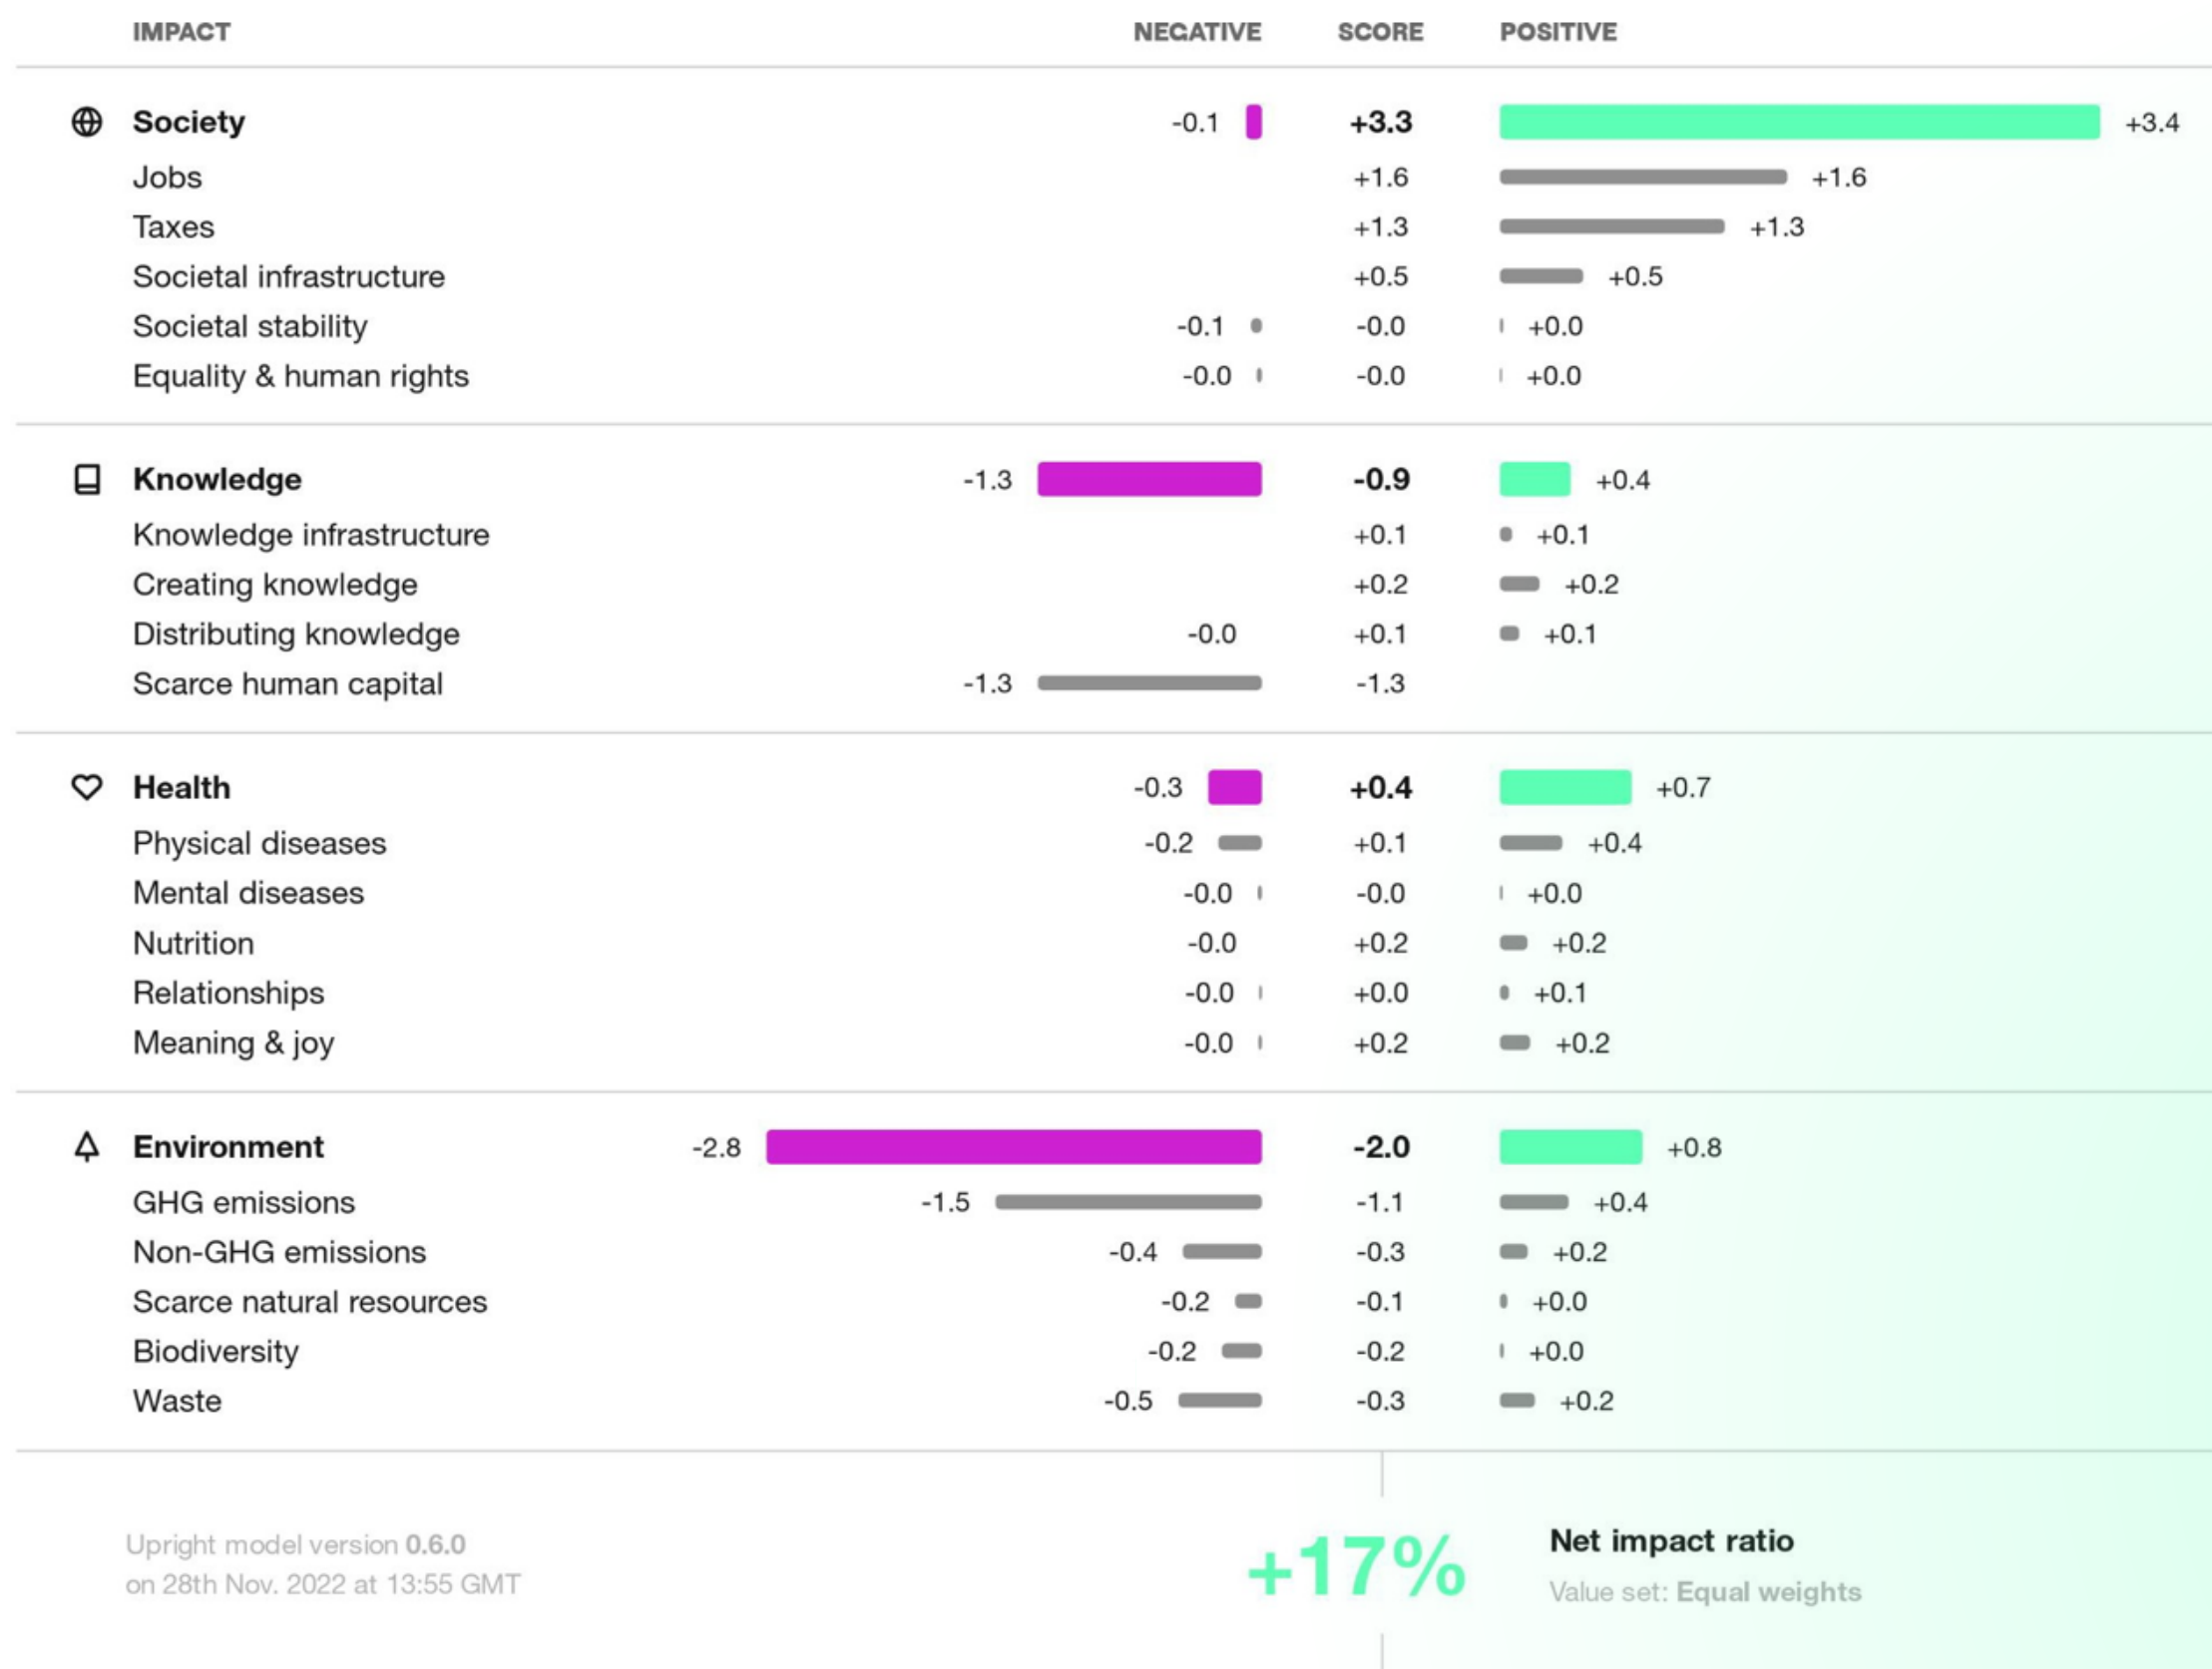 IMPACT NEGATIVE SCORE POSITIVE
Society -0.1 +3.3 +3.4
Jobs +1.6 +1.6
Taxes +1.3 +1.3
Societal infrastructure +0.5 +0.5
Societal stability -0.1 -0.0 +0.0
Equality & human rights -0.0 -0.0 +0.0
Knowledge -1.3 -0.9 +0.4
Knowledge infrastructure +0.1 +0.1
Creating knowledge +0.2 +0.2
Distributing knowledge -0.0 +0.1 +0.1
Scarce human capital -1.3 -1.3
Health -0.3 +0.4 +0.7
Physical diseases -0.2 +0.1 +0.4
Mental diseases -0.0 -0.0 +0.0
Nutrition -0.0 +0.2 +0.2
Relationships -0.0 +0.0 +0.1
Meaning & joy -0.0 +0.2 +0.2
Environment -2.8 -2.0 +0.8
GHG emissions -1.5 -1.1 +0.4
Non-GHG emissions -0.4 -0.3 +0.2
Scarce natural resources -0.2 -0.1 +0.0
Biodiversity -0.2 -0.2 +0.0
Waste -0.5 -0.3 +0.2
Upright model version 0.6.0
on 28th Nov. 2022 at 13:55 GMT
+17%
Net impact ratio
Value set: Equal weights